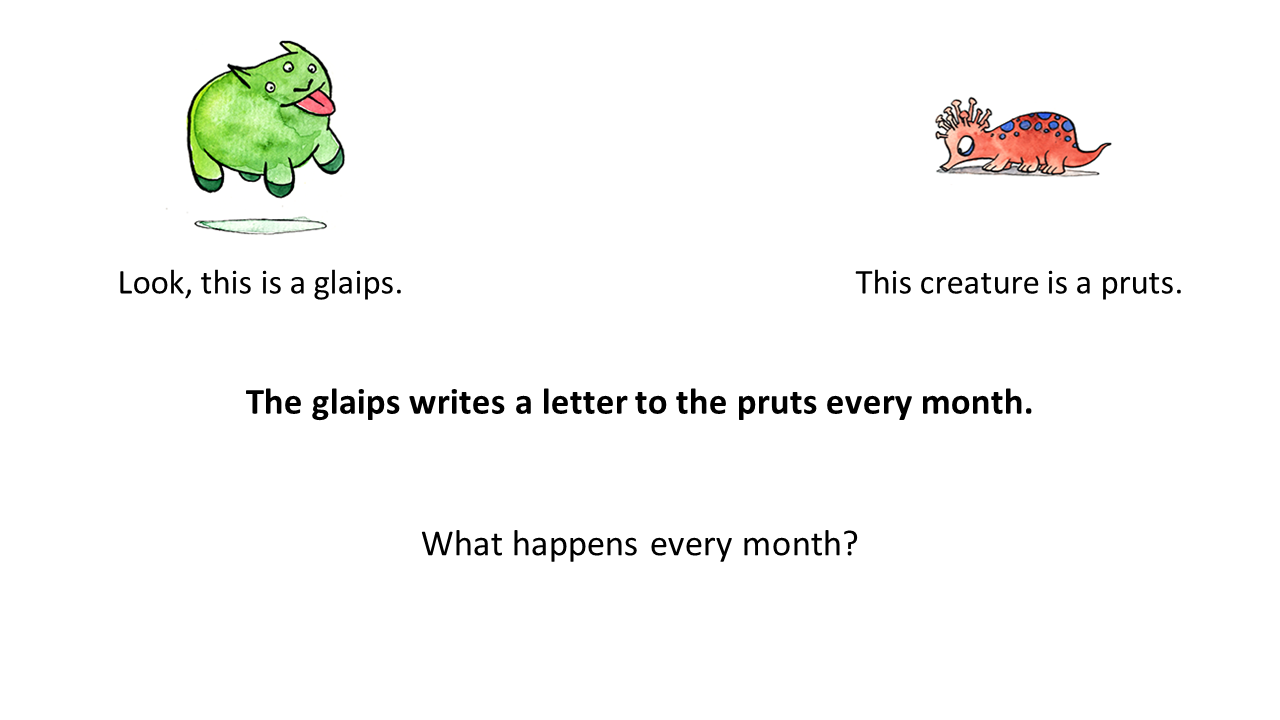 Look, this is a glaips.
This creature is a pruts.
The glaips writes a letter to the pruts every month.
What happens every month?